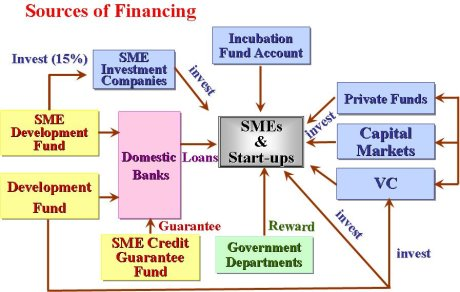 Sources of Financing
Incubation
Fund Account
Invest (15%)
SME
Investment
Companies
invest
Private Funds
SME
Development
Fund
Domestic
Banks
Loans
SMEs
&
Start-ups
invest
Capital
Markets
VC
Development
Fund
Guarantee
Reward
invest
invest
SME Credit
Guarantee
Fund
Government
Departments